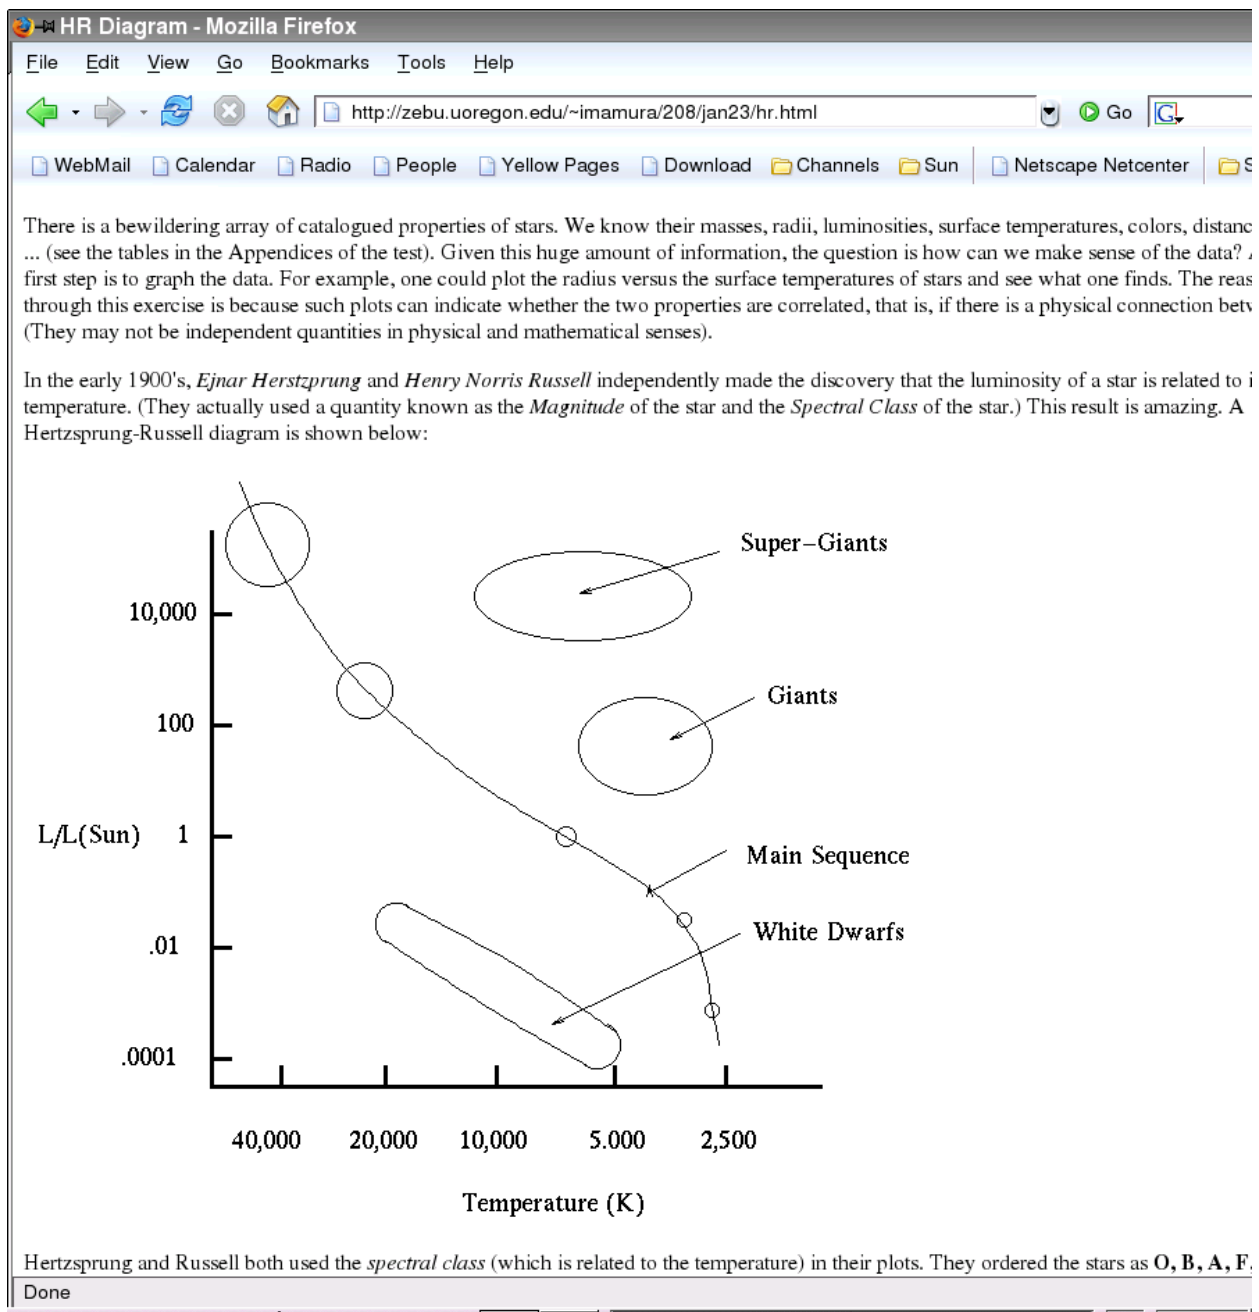 HR Diagram - Mozilla Firefox
File Edit View Go Bookmarks Tools Help
http://zebu.uoregon.edu/~imamura/208/jan23/hr.html Go G
WebMail Calendar Radio People Yellow Pages Download Channels Sun Netscape Netcenter S
There is a bewildering array of catalogued properties of stars. We know their masses, radii, luminosities, surface temperatures, colors, distanc
... (see the tables in the Appendices of the test). Given this huge amount of information, the question is how can we make sense of the data?
first step is to graph the data. For example, one could plot the radius versus the surface temperatures of stars and see what one finds. The reas
through this exercise is because such plots can indicate whether the two properties are correlated, that is, if there is a physical connection betw
(They may not be independent quantities in physical and mathematical senses).
In the early 1900's, Ejnar Herstzprung and Henry Norris Russell independently made the discovery that the luminosity of a star is related to i
temperature. (They actually used a quantity known as the Magnitude of the star and the Spectral Class of the star.) This result is amazing. A
Hertzsprung-Russell diagram is shown below:
Super-Giants
10,000
Giants
100
L/L(Sun) 1
Main Sequence
White Dwarfs
.01
.0001
40,000 20,000 10,000 5.000 2,500
Temperature (K)
Hertzsprung and Russell both used the spectral class (which is related to the temperature) in their plots. They ordered the stars as O, B, A, F,
Done